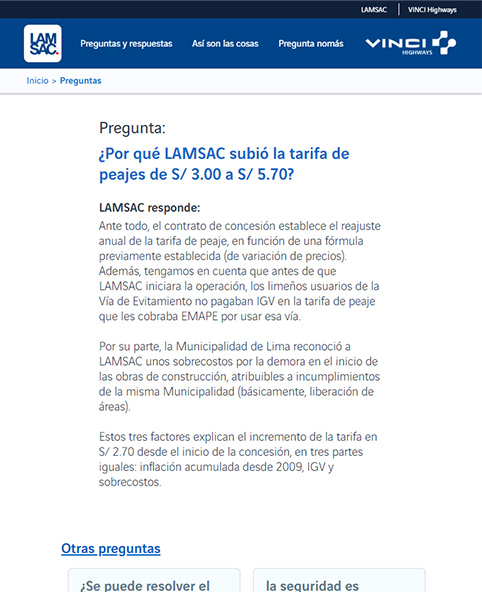 LAMSAC VINCI Highways
LAM
SAC.
Preguntas y respuestas Así son las cosas Pregunta nomás
VINCI
HIGHWAYS
Inicio > Preguntas
Pregunta:
¿Por qué LAMSAC subió la tarifa de
peajes de S/ 3.00 a S/ 5.70?
LAMSAC responde:
Ante todo, el contrato de concesión establece el reajuste
anual de la tarifa de peaje, en función de una fórmula
previamente establecida (de variación de precios).
Además, tengamos en cuenta que antes de que
LAMSAC iniciara la operación, los limeños usuarios de la
Vía de Evitamiento no pagaban IGV en la tarifa de peaje
que les cobraba EMAPE por usar esa vía.
Por su parte, la Municipalidad de Lima reconoció a
LAMSAC unos sobrecostos por la demora en el inicio de
las obras de construcción, atribuibles a incumplimientos
de la misma Municipalidad (básicamente, liberación de
áreas).
Estos tres factores explican el incremento de la tarifa en
S/ 2.70 desde el inicio de la concesión, en tres partes
iguales: inflación acumulada desde 2009, IGV y
sobrecostos.
Otras preguntas
¿Se puede resolver el
la seguridad es